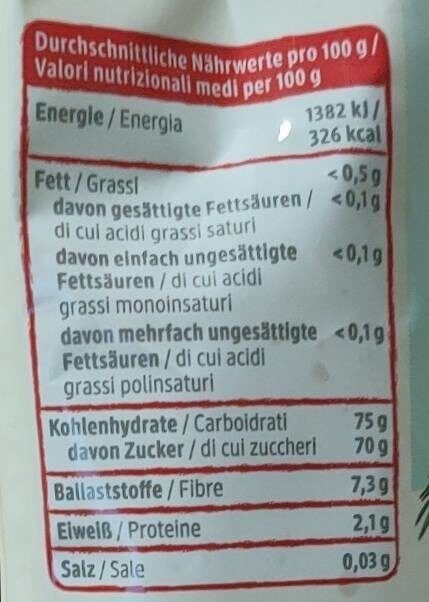 Durchschnittliche Nährwerte pro 100 g /
Valori nutrizionali medi per 100 g
Energie / Energia 1382 kJ /
326 kcal
Fett / Grassi < 0,5 g
davon gesättigte Fettsäuren / < 0,1 g
di cui acidi grassi saturi
davon einfach ungesättigte < 0,1 g
Fettsäuren / di cui acidi
grassi monoinsaturi
davon mehrfach ungesättigte < 0,1 g
Fettsäuren / di cui acidi
grassi polinsaturi
Kohlenhydrate / Carboidrati 75 g
davon Zucker / di cui zuccheri 70 g
Ballaststoffe / Fibre 7,3 g
Eiweiß / Proteine 2,1 g
Salz / Sale 0,03 g